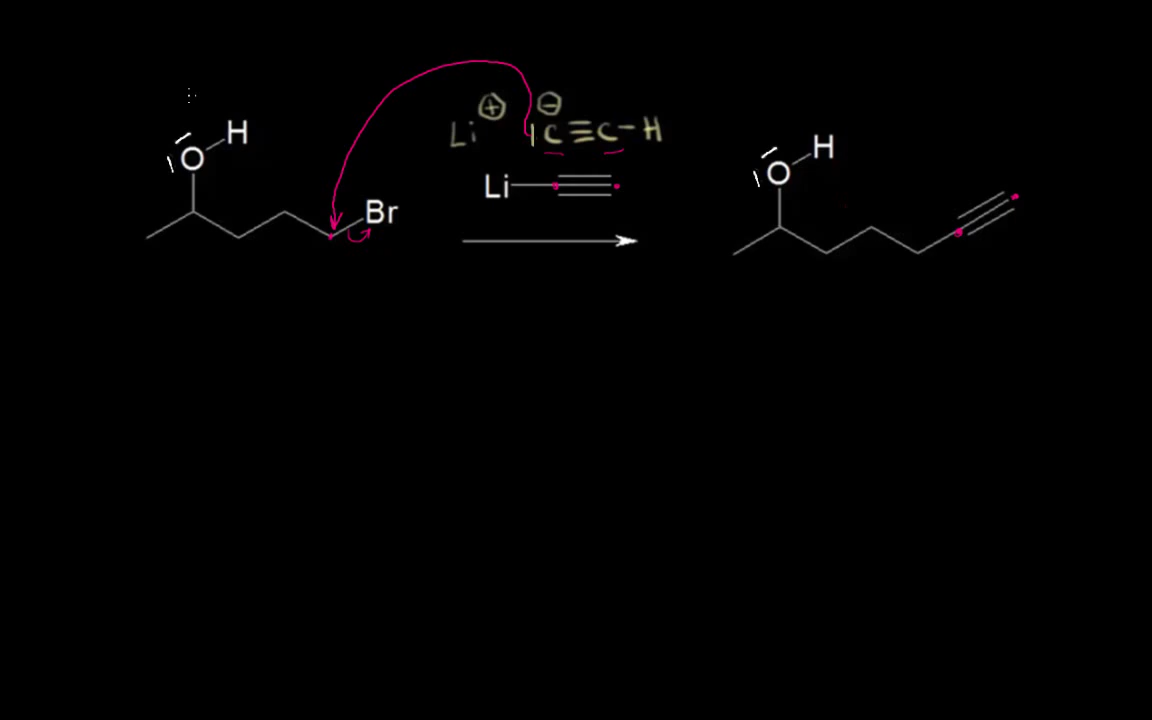 Li ⊕ ⊖ C≡C-H
O H
Li
Br
O H